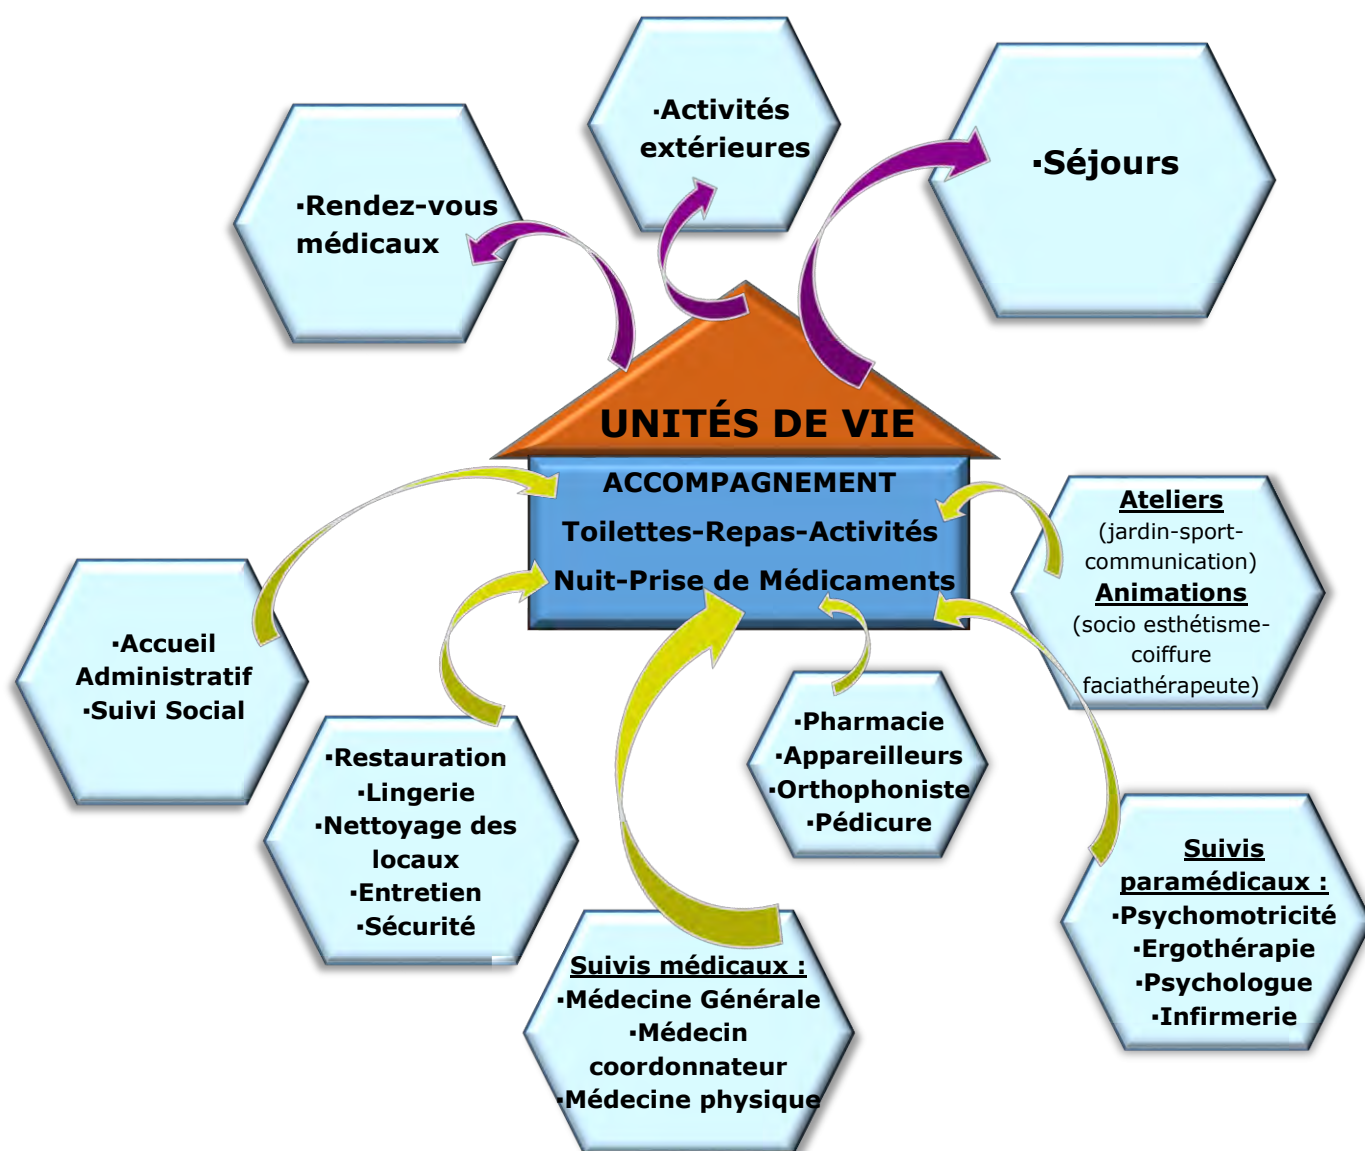 ·Activités
extérieures
·Séjours
·Rendez-vous
médicaux
UNITÉS DE VIE
ACCOMPAGNEMENT
Toilettes-Repas-Activités
Nuit-Prise de Médicaments
Ateliers
(jardin-sport-
communication)
Animations
(socio esthétisme-
coiffure
faciathérapeute)
·Accueil
Administratif
·Suivi Social
·Restauration
·Lingerie
·Nettoyage des
locaux
·Entretien
·Sécurité
·Pharmacie
·Appareilleurs
·Orthophoniste
·Pédicure
Suivis médicaux :
·Médecine Générale
·Médecin
coordonnateur
·Médecine physique
Suivis
paramédicaux :
·Psychomotricité
·Ergothérapie
·Psychologue
·Infirmerie